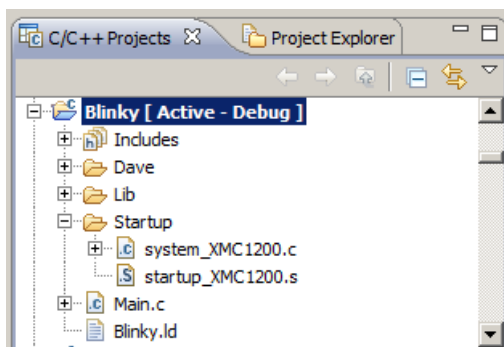 C/C++ Projects Project Explorer
Blinky [ Active - Debug ]
Includes
Dave
Lib
Startup
system_XMC1200.c
startup_XMC1200.s
Main.c
Blinky.ld